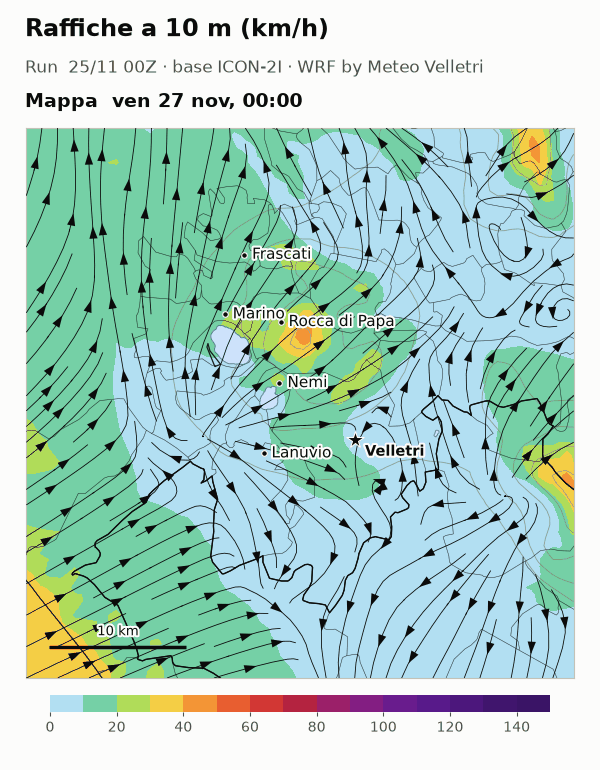 Raffiche a 10 m (km/h)
Run 25/11 00Z · base ICON-2I · WRF by Meteo Velletri
Mappa ven 27 nov, 00:00
Frascati
Marino
Rocca di Papa
Nemi
Velletri
Lanuvio
10 km
0 20 40 60 80 100 120 140